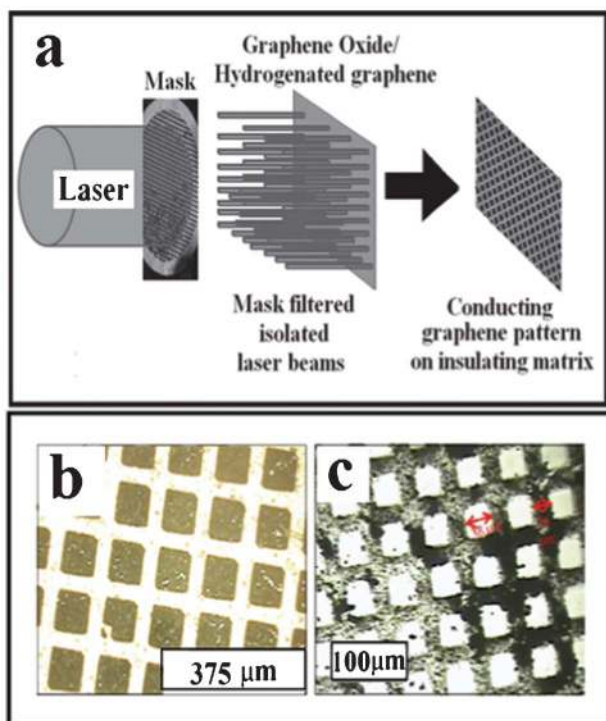 a
Graphene Oxide/
Hydrogenated graphene
Mask
Laser
Mask filtered
isolated
laser beams
Conducting
graphene pattern
on insulating matrix
b
375 μm
c
100μm